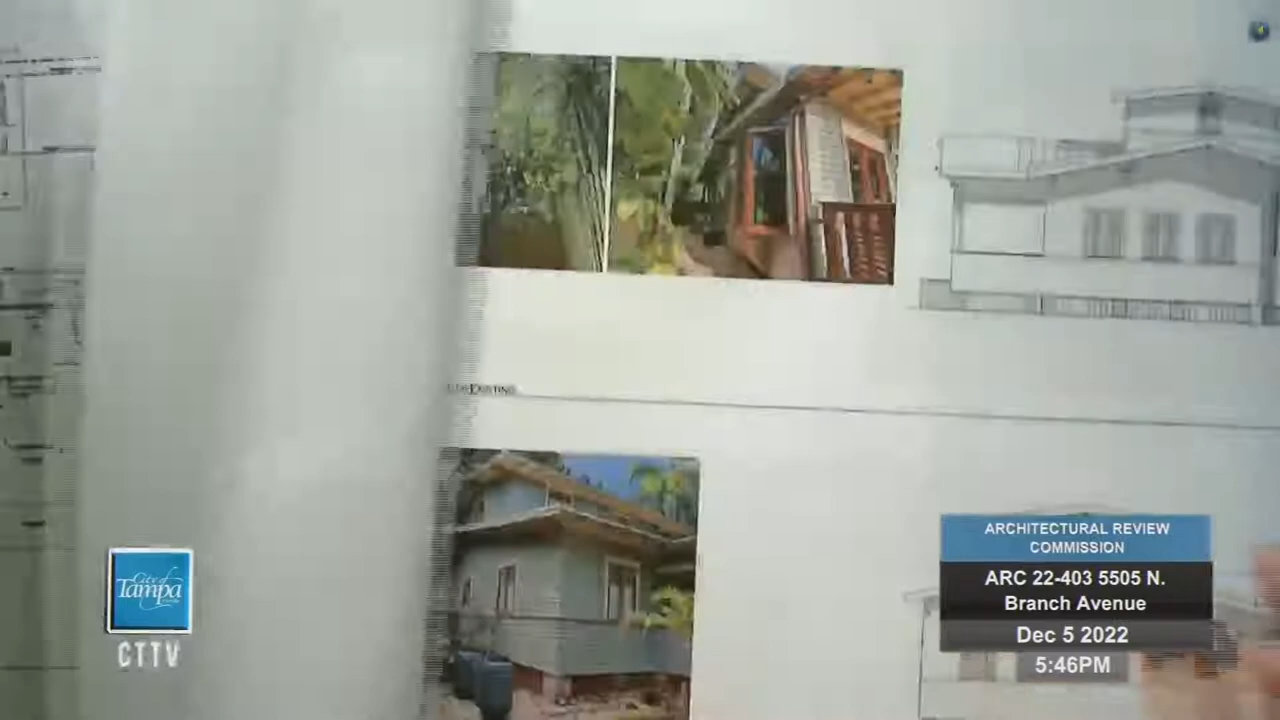 City of
Tampa
CTTV
ARCHITECTURAL REVIEW
COMMISSION
ARC 22-403 5505 N.
Branch Avenue
Dec 5 2022
5:46PM